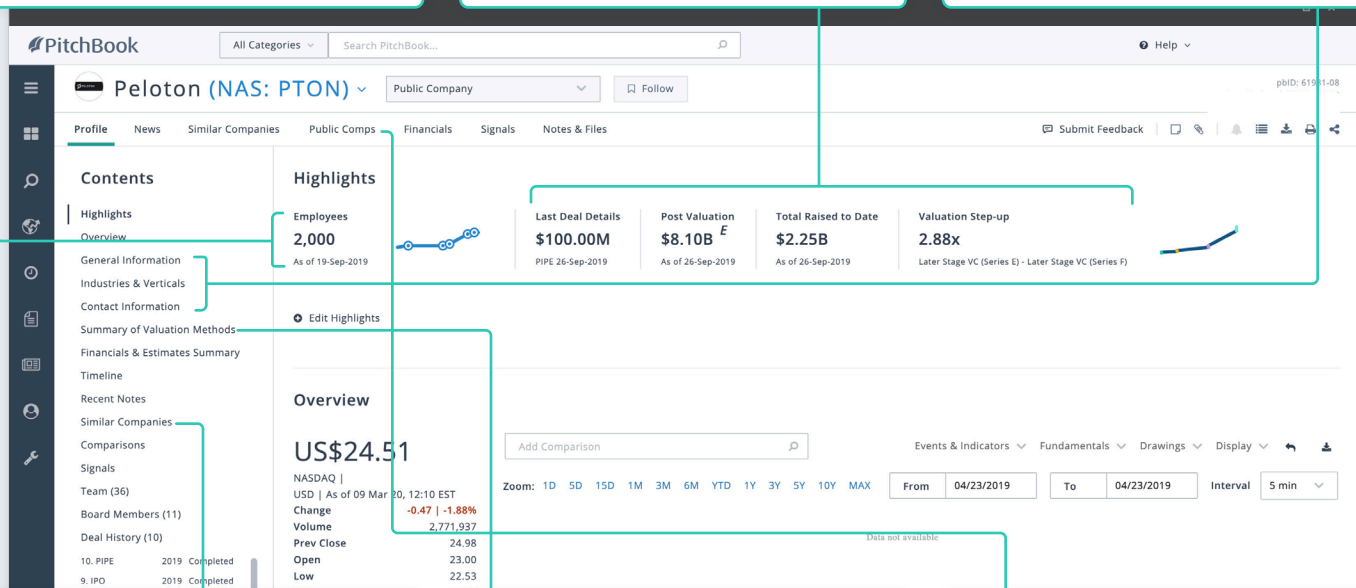 PitchBook
All Categories
Search PitchBook...
Help
Peloton (NAS: PTON)
Public Company
Follow
pbID: 61931-08
Profile News Similar Companies Public Comps Financials Signals Notes & Files
Submit Feedback
Contents
Highlights
Overview
General Information
Industries & Verticals
Contact Information
Summary of Valuation Methods
Financials & Estimates Summary
Timeline
Recent Notes
Similar Companies
Comparisons
Signals
Team (36)
Board Members (11)
Deal History (10)
10. PIPE 2019 Completed
9. IPO 2019 Completed
Highlights
Employees
2,000
As of 19-Sep-2019
Last Deal Details
$100.00M
PIPE 26-Sep-2019
Post Valuation
$8.10B E
As of 26-Sep-2019
Total Raised to Date
$2.25B
As of 26-Sep-2019
Valuation Step-up
2.88x
Later Stage VC (Series E) - Later Stage VC (Series F)
Edit Highlights
Overview
US$24.51
NASDAQ |
USD | As of 09 Mar 20, 12:10 EST
Change -0.47 | -1.88%
Volume 2,771,937
Prev Close 24.98
Open 23.00
Low 22.53
Add Comparison
Events & Indicators Fundamentals Drawings Display
Zoom: 1D 5D 15D 1M 3M 6M YTD 1Y 3Y 5Y 10Y MAX
From 04/23/2019 To 04/23/2019 Interval 5 min
Data not available